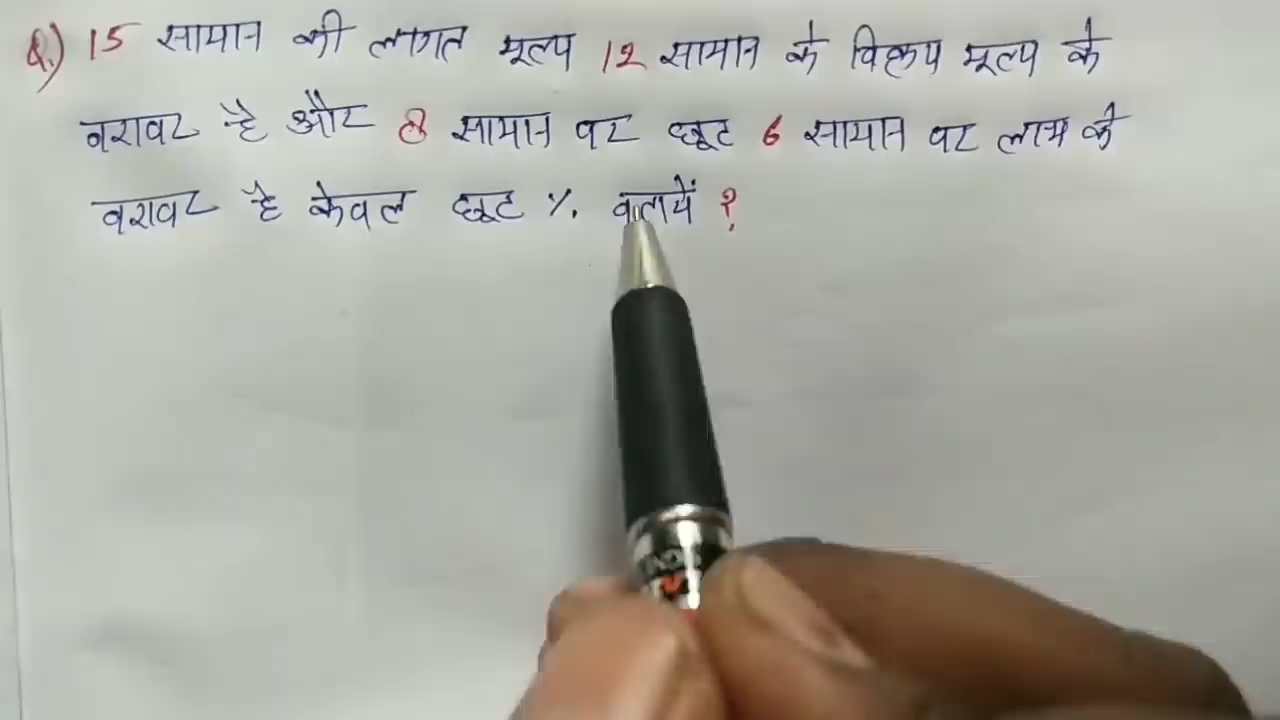 Q.) 15 सामान की लागत मूल्य 12 सामान के विक्रय मूल्य के
बराबर है और 8 सामान पर छूट 6 सामान पर लाभ के
बराबर है केवल छूट % बतायें ?